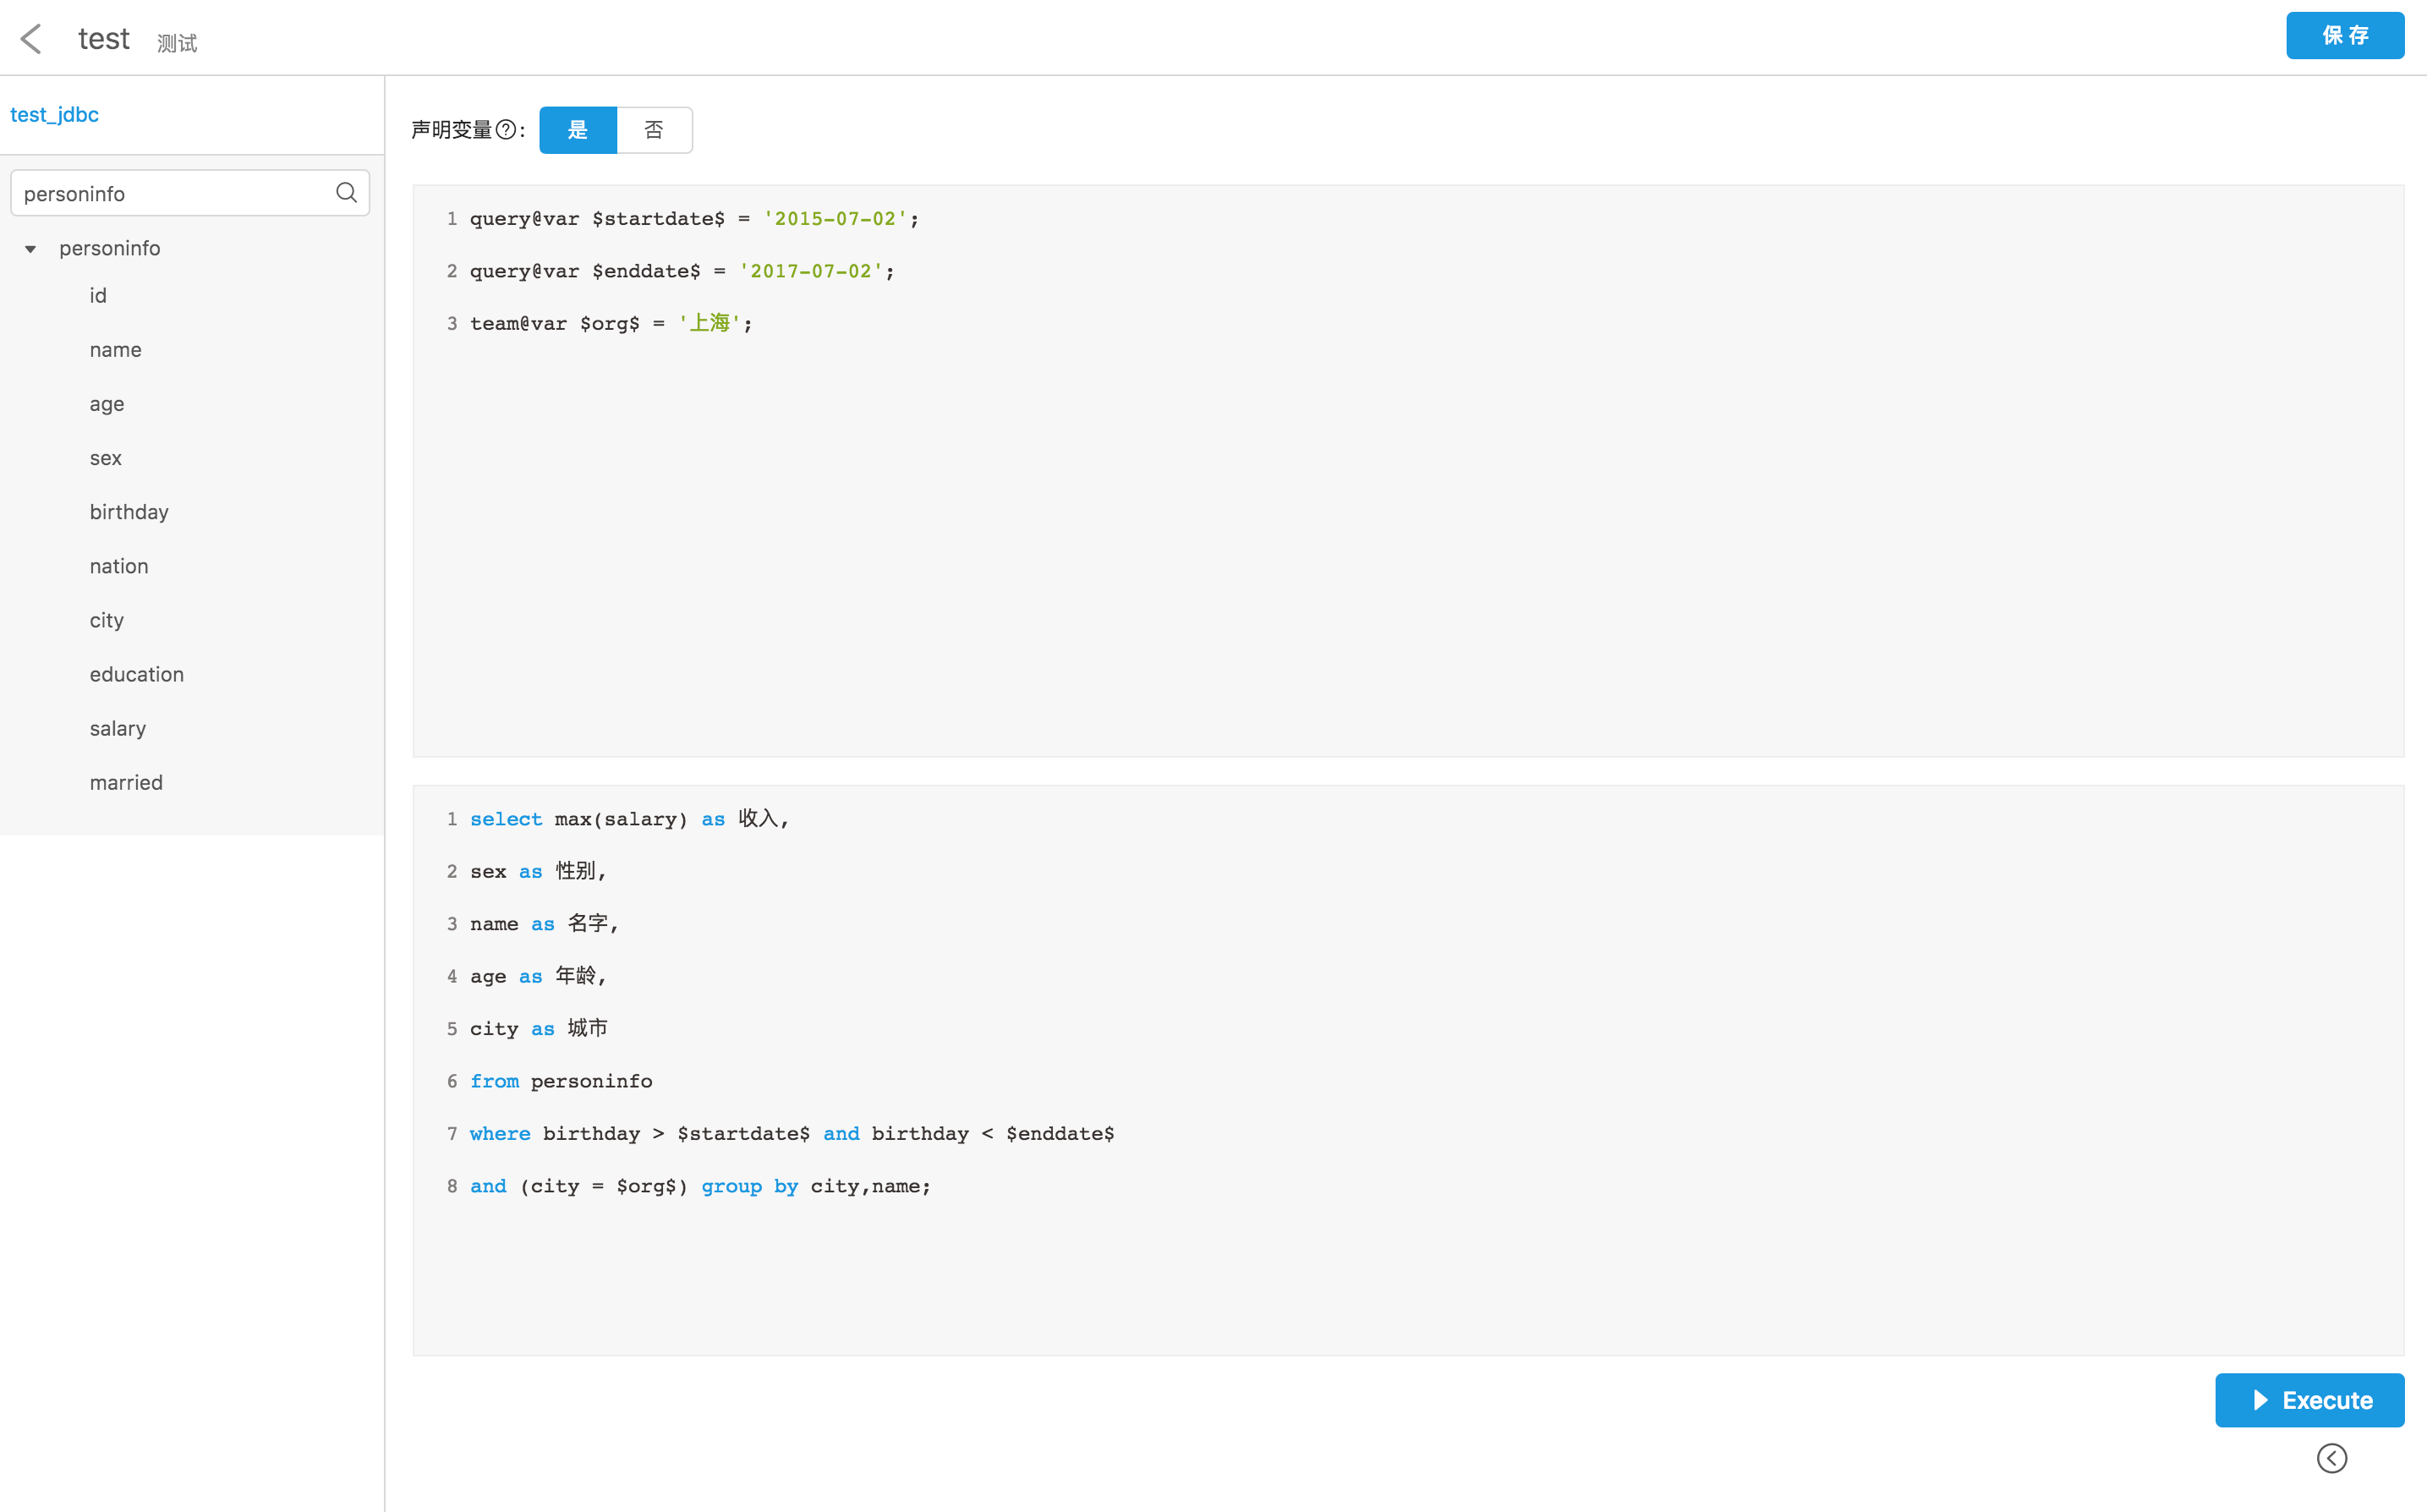 test 测试
保 存
test_jdbc
personinfo
personinfo
id
name
age
sex
birthday
nation
city
education
salary
married
声明变量?: 是 否
1 query@var $startdate$ = '2015-07-02';
2 query@var $enddate$ = '2017-07-02';
3 team@var $org$ = '上海';
1 select max(salary) as 收入,
2 sex as 性别,
3 name as 名字,
4 age as 年龄,
5 city as 城市
6 from personinfo
7 where birthday > $startdate$ and birthday < $enddate$
8 and (city = $org$) group by city,name;
Execute